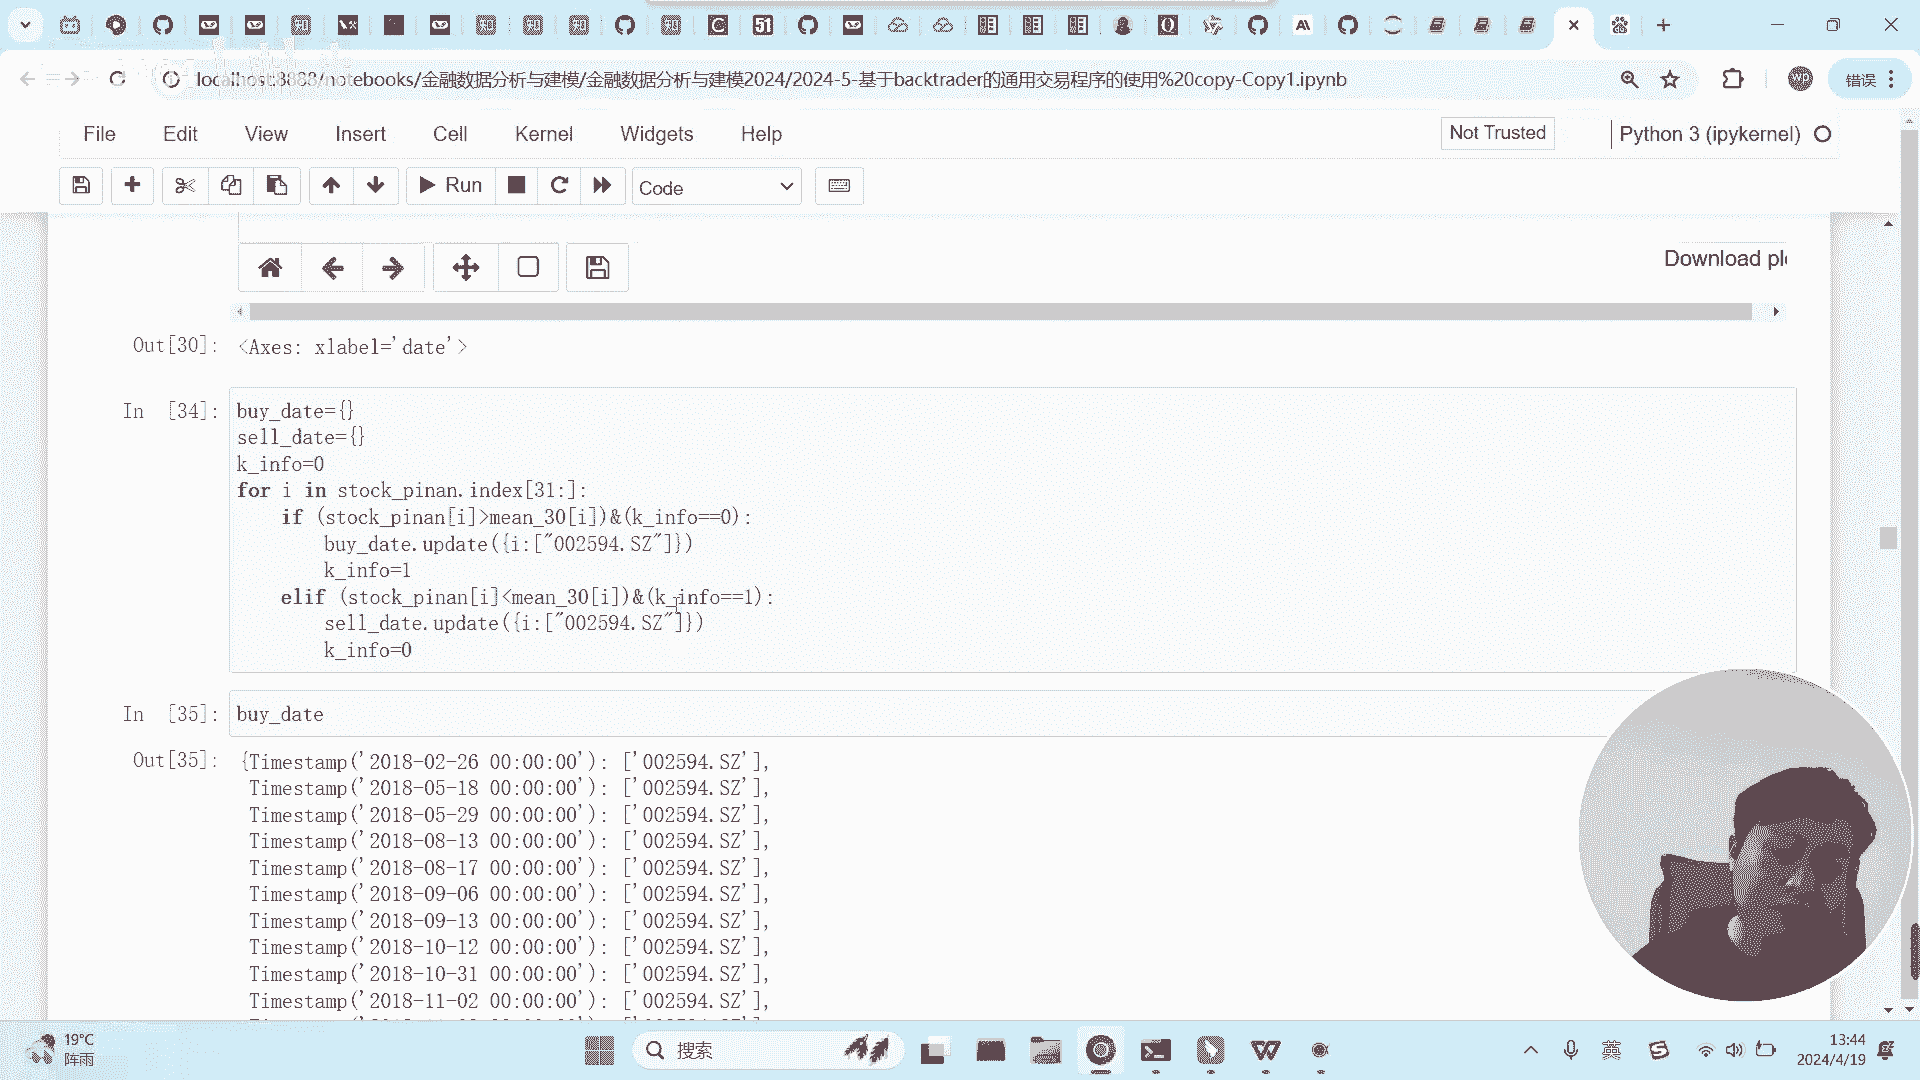 localhost:8888/notebooks/金融数据分析与建模/金融数据分析与建模2024/2024-5-基于backtrader的通用交易程序的使用%20copy-Copy1.ipynb
错误
File Edit View Insert Cell Kernel Widgets Help
Not Trusted
Python 3 (ipykernel)
Run
Code
Download pl
Out[30]: <Axes: xlabel='date'>
In [34]: buy_date={}
sell_date={}
k_info=0
for i in stock_pinan.index[31:]:
    if (stock_pinan[i]>mean_30[i])&(k_info==0):
        buy_date.update({i:["002594.SZ"]})
        k_info=1
    elif (stock_pinan[i]<mean_30[i])&(k_info==1):
        sell_date.update({i:["002594.SZ"]})
        k_info=0
In [35]: buy_date
Out[35]: {Timestamp('2018-02-26 00:00:00'): ['002594.SZ'],
Timestamp('2018-05-18 00:00:00'): ['002594.SZ'],
Timestamp('2018-05-29 00:00:00'): ['002594.SZ'],
Timestamp('2018-08-13 00:00:00'): ['002594.SZ'],
Timestamp('2018-08-17 00:00:00'): ['002594.SZ'],
Timestamp('2018-09-06 00:00:00'): ['002594.SZ'],
Timestamp('2018-09-13 00:00:00'): ['002594.SZ'],
Timestamp('2018-10-12 00:00:00'): ['002594.SZ'],
Timestamp('2018-10-31 00:00:00'): ['002594.SZ'],
Timestamp('2018-11-02 00:00:00'): ['002594.SZ'],
19°C
阵雨
搜索
英
13:44
2024/4/19